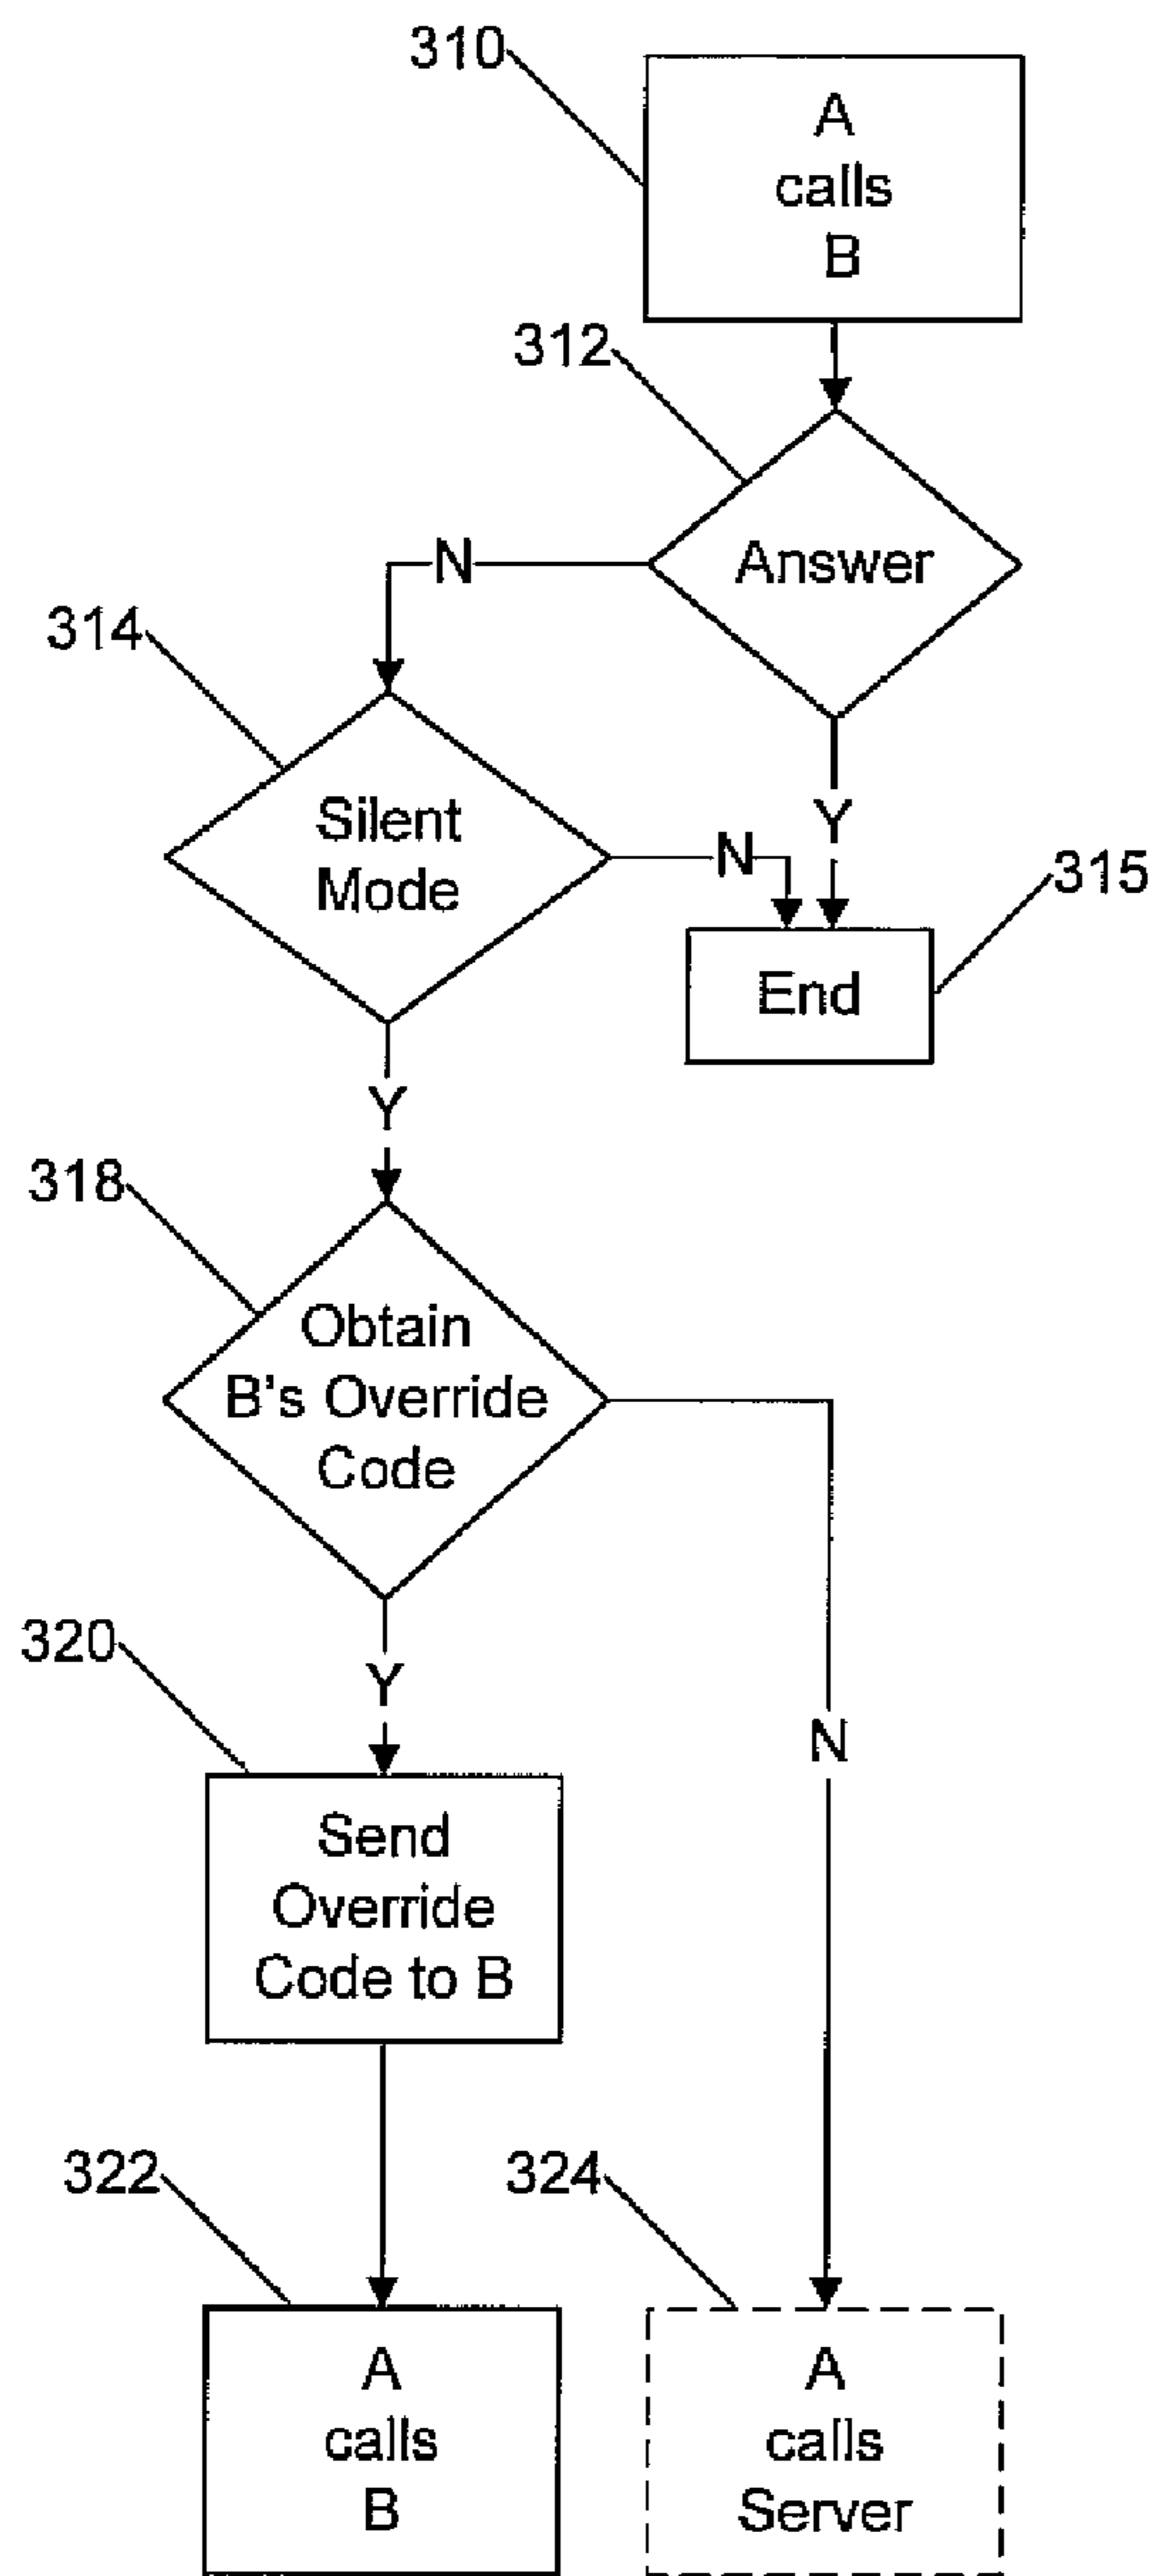 310
A
calls
B
312
Answer
N
314
Silent
Mode
N
Y
315
End
Y
318
Obtain
B's Override
Code
320
Y
N
Send
Override
Code to B
322
324
A
calls
B
A
calls
Server